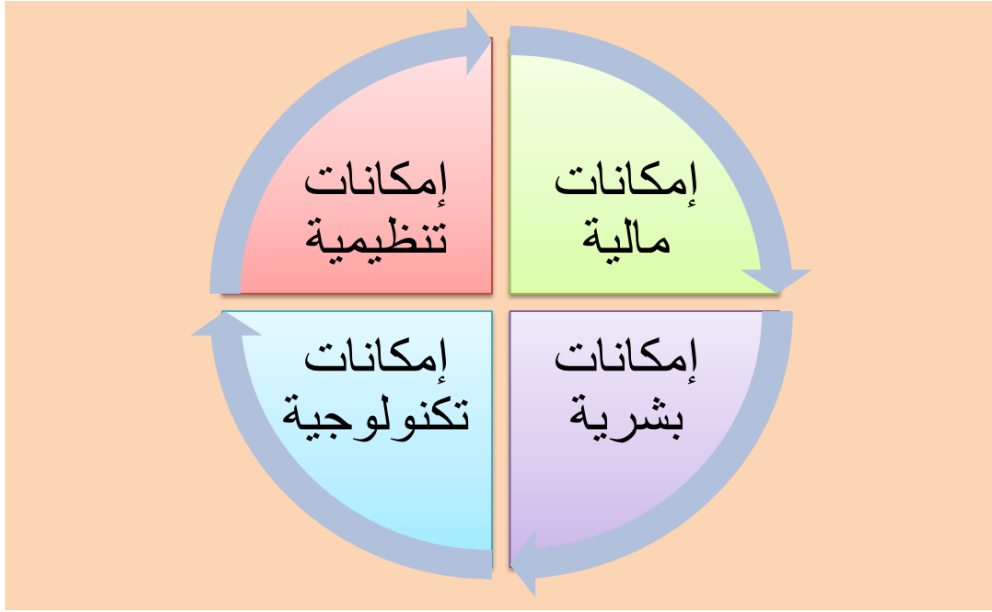 إمكانات
مالية
إمكانات
بشرية
إمكانات
تكنولوجية
إمكانات
تنظيمية